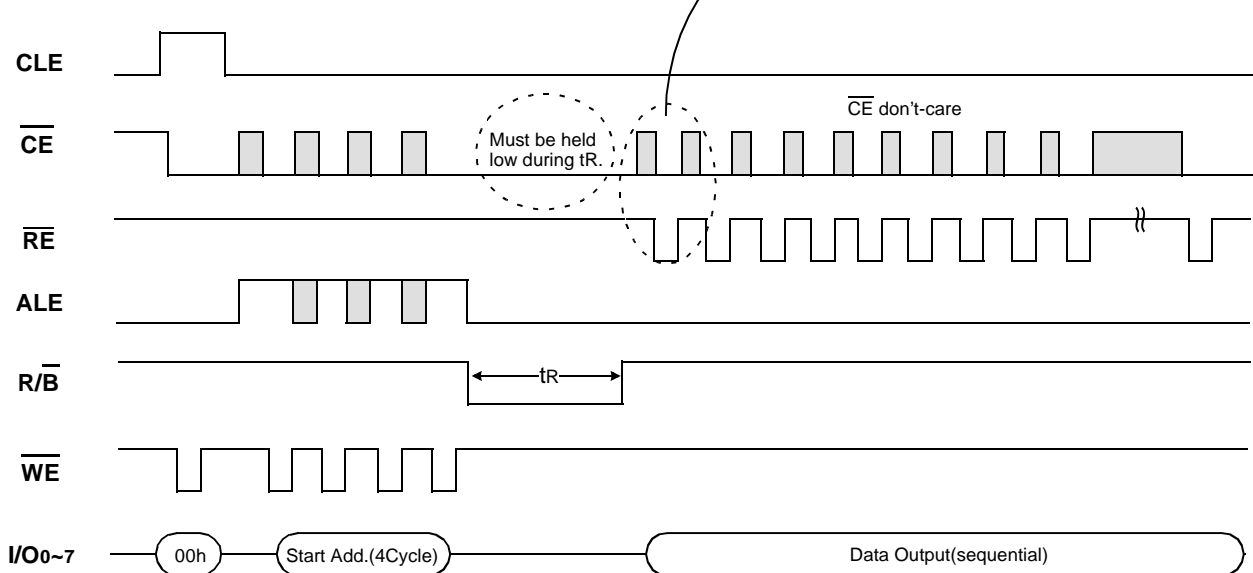 CLE
CE don't-care
CE
Must be held
low during tR.
RE
ALE
R/B
tR
WE
I/O0~7
00h
Start Add.(4Cycle)
Data Output(sequential)